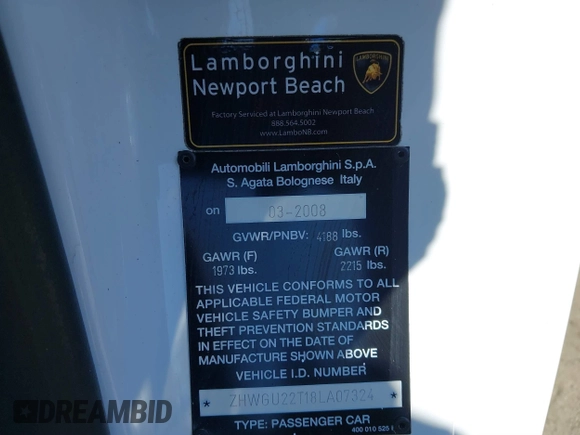 Lamborghini
Newport Beach
Factory Serviced at Lamborghini Newport Beach
888.564.5002
www.LamboNB.com
Automobili Lamborghini S.p.A.
S. Agata Bolognese Italy
on 03-2008
GVWR/PNBV: 4188 lbs.
GAWR (F) GAWR (R)
1973 lbs. 2215 lbs.
THIS VEHICLE CONFORMS TO ALL
APPLICABLE FEDERAL MOTOR
VEHICLE SAFETY BUMPER AND
THEFT PREVENTION STANDARDS
IN EFFECT ON THE DATE OF
MANUFACTURE SHOWN ABOVE
VEHICLE I.D. NUMBER
* ZHWGU22T18LA07324 *
TYPE: PASSENGER CAR
400 010 525 I
BIDFAX